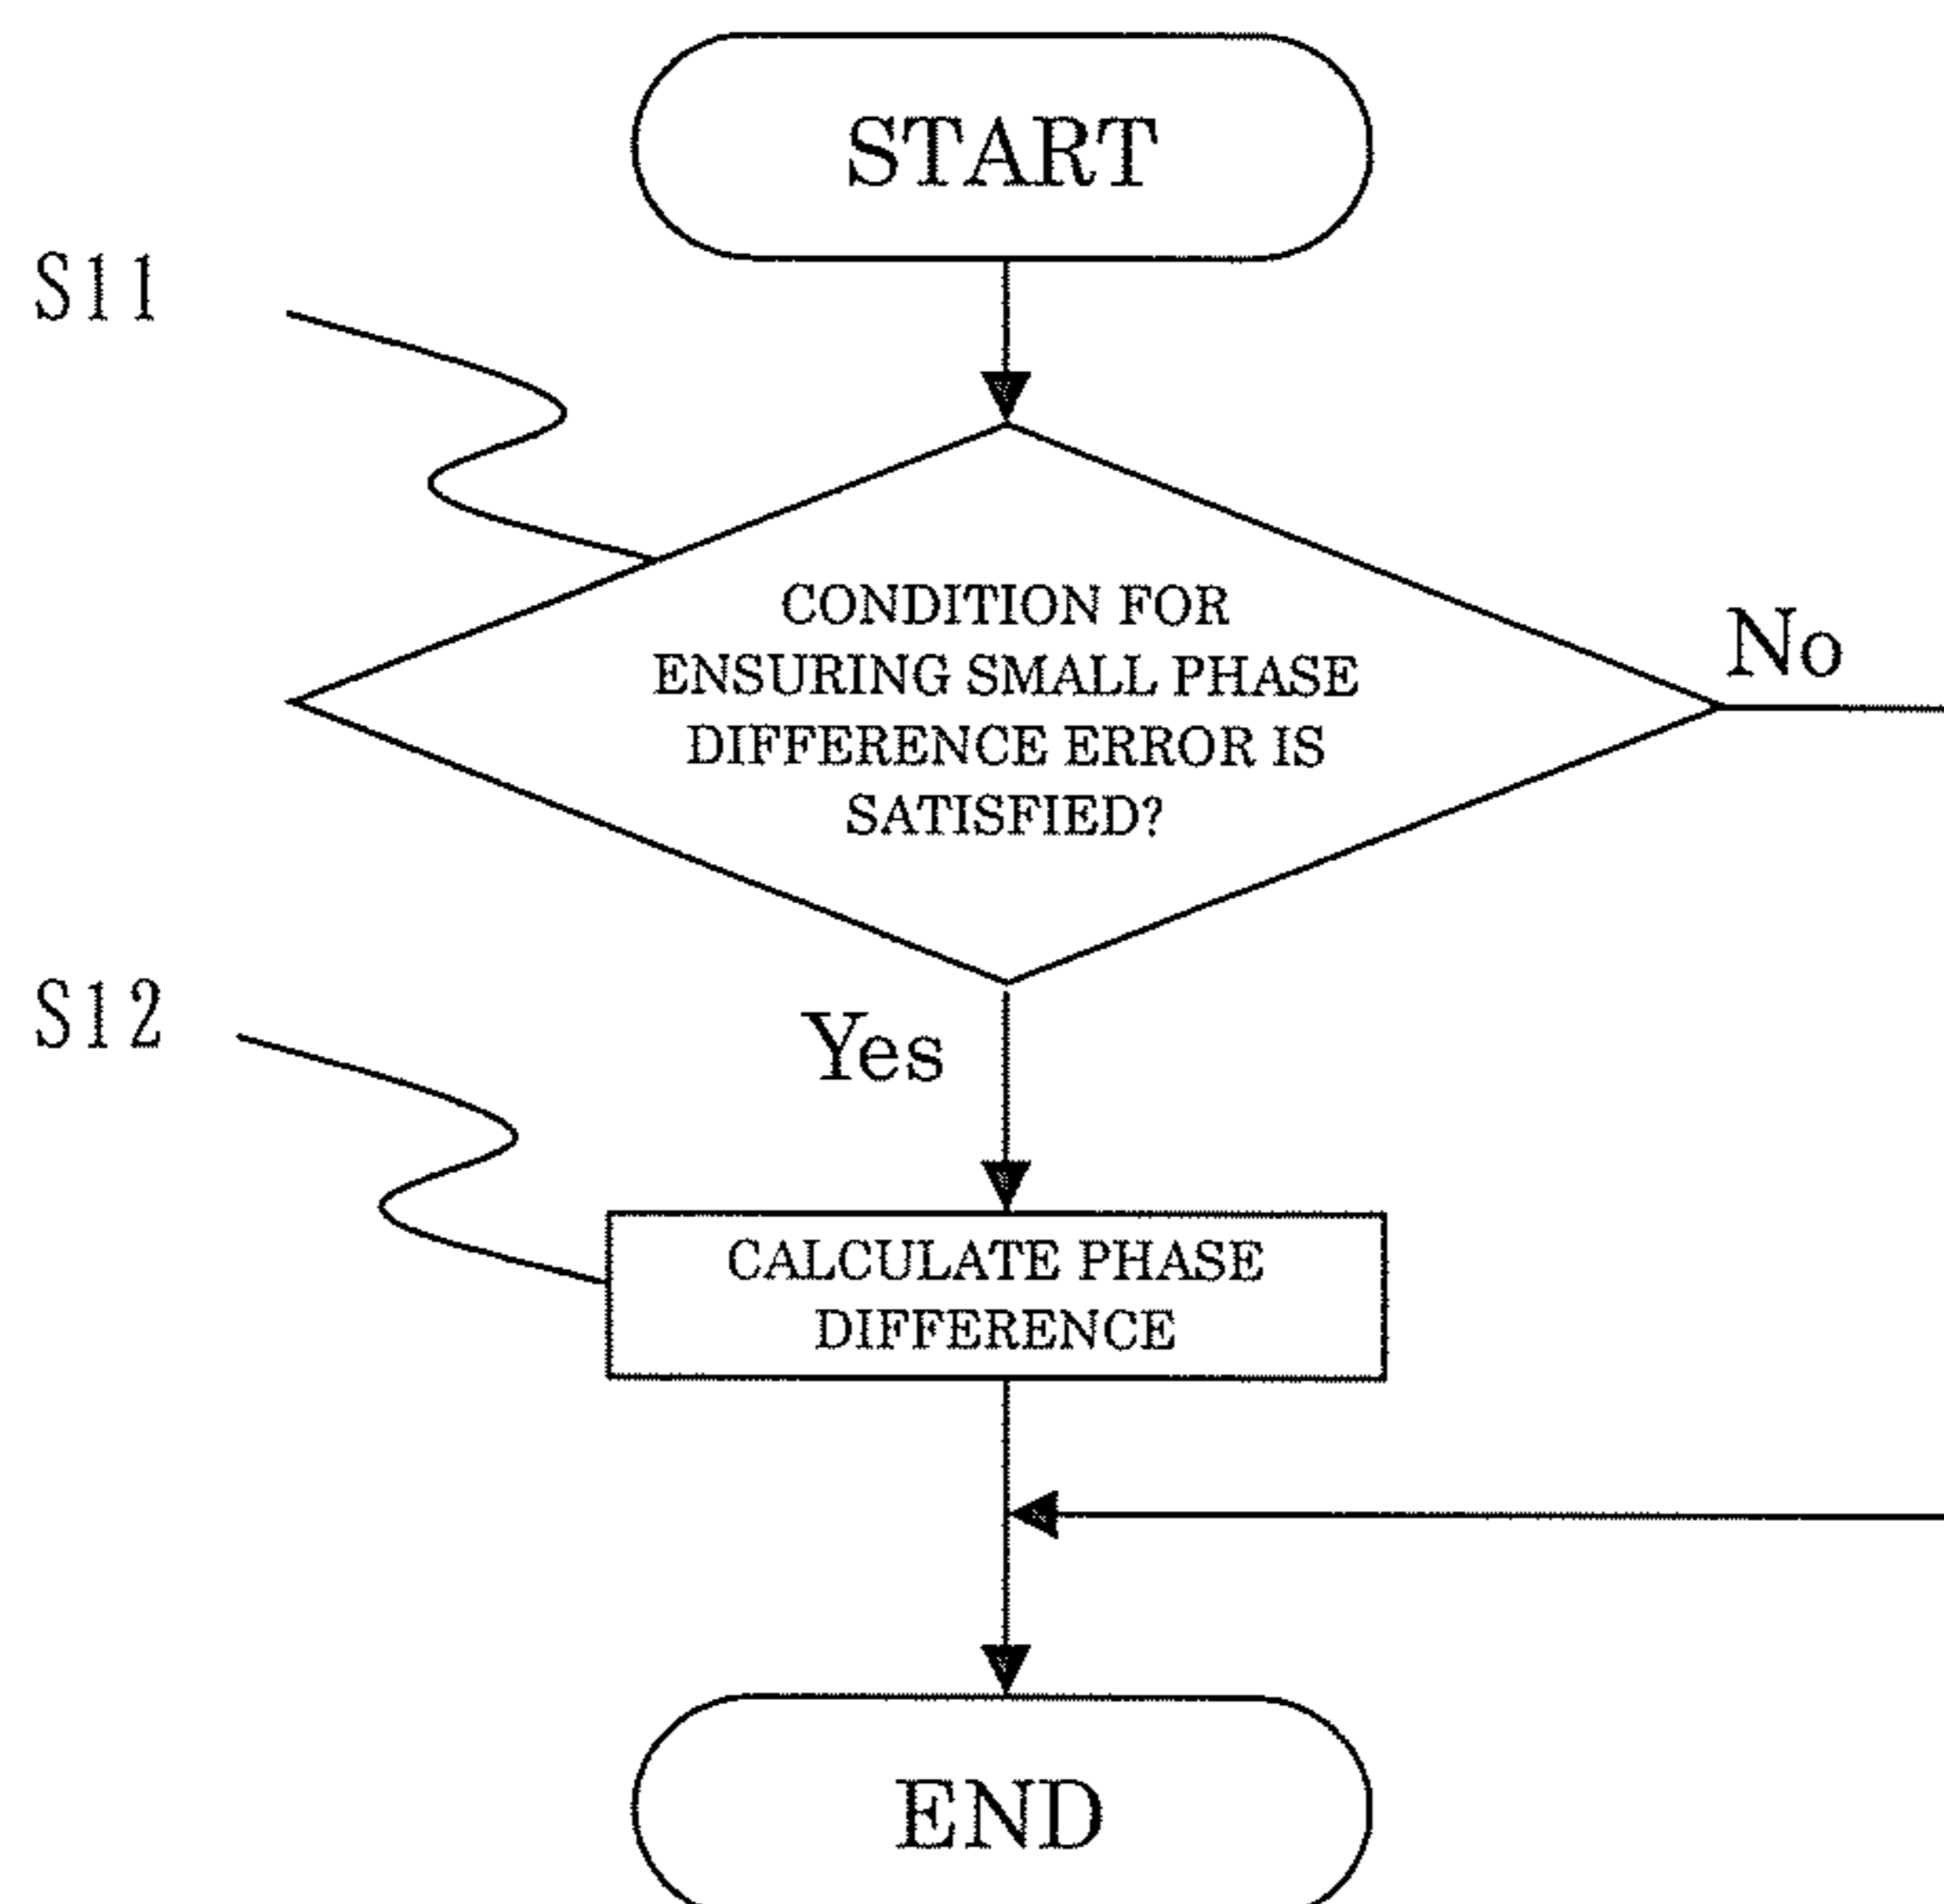 START
S11
CONDITION FOR
ENSURING SMALL PHASE
DIFFERENCE ERROR IS
SATISFIED?
No
S12
Yes
CALCULATE PHASE
DIFFERENCE
END